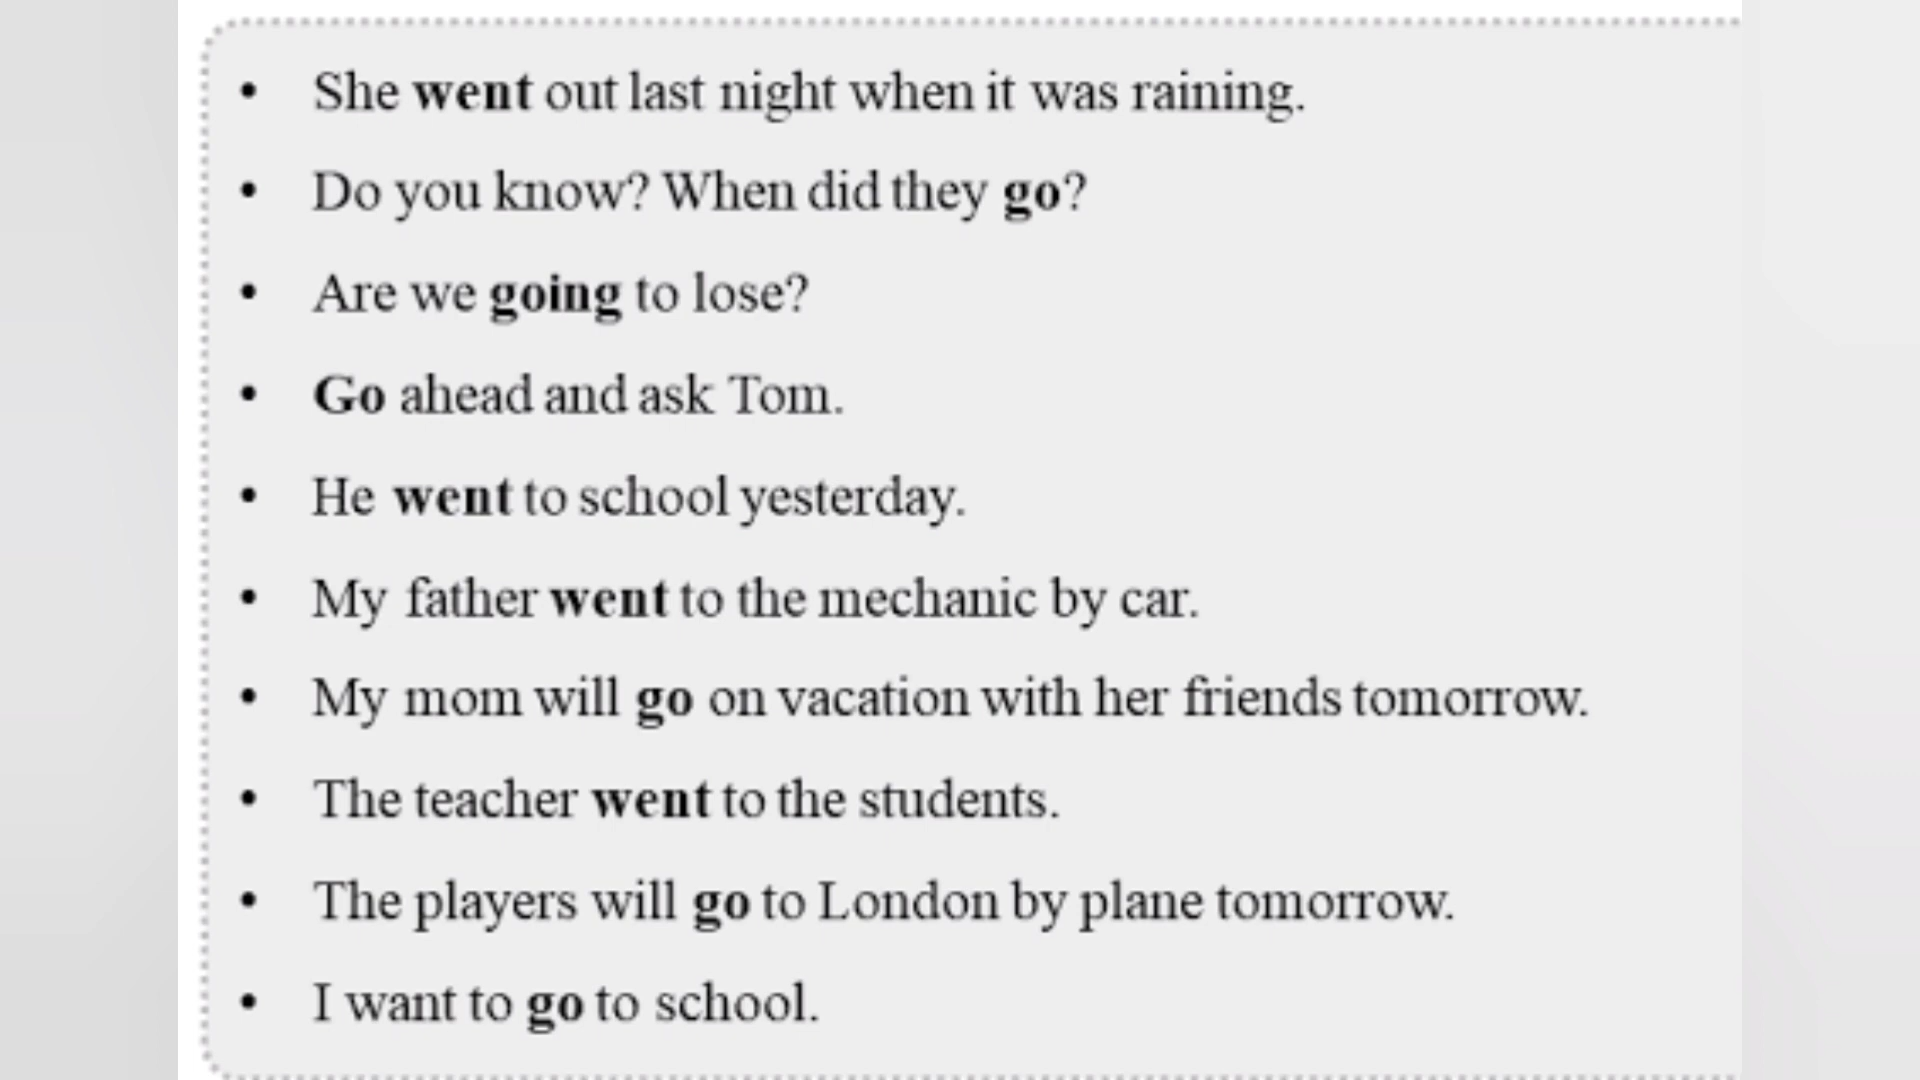 • She went out last night when it was raining.
• Do you know? When did they go?
• Are we going to lose?
• Go ahead and ask Tom.
• He went to school yesterday.
• My father went to the mechanic by car.
• My mom will go on vacation with her friends tomorrow.
• The teacher went to the students.
• The players will go to London by plane tomorrow.
• I want to go to school.